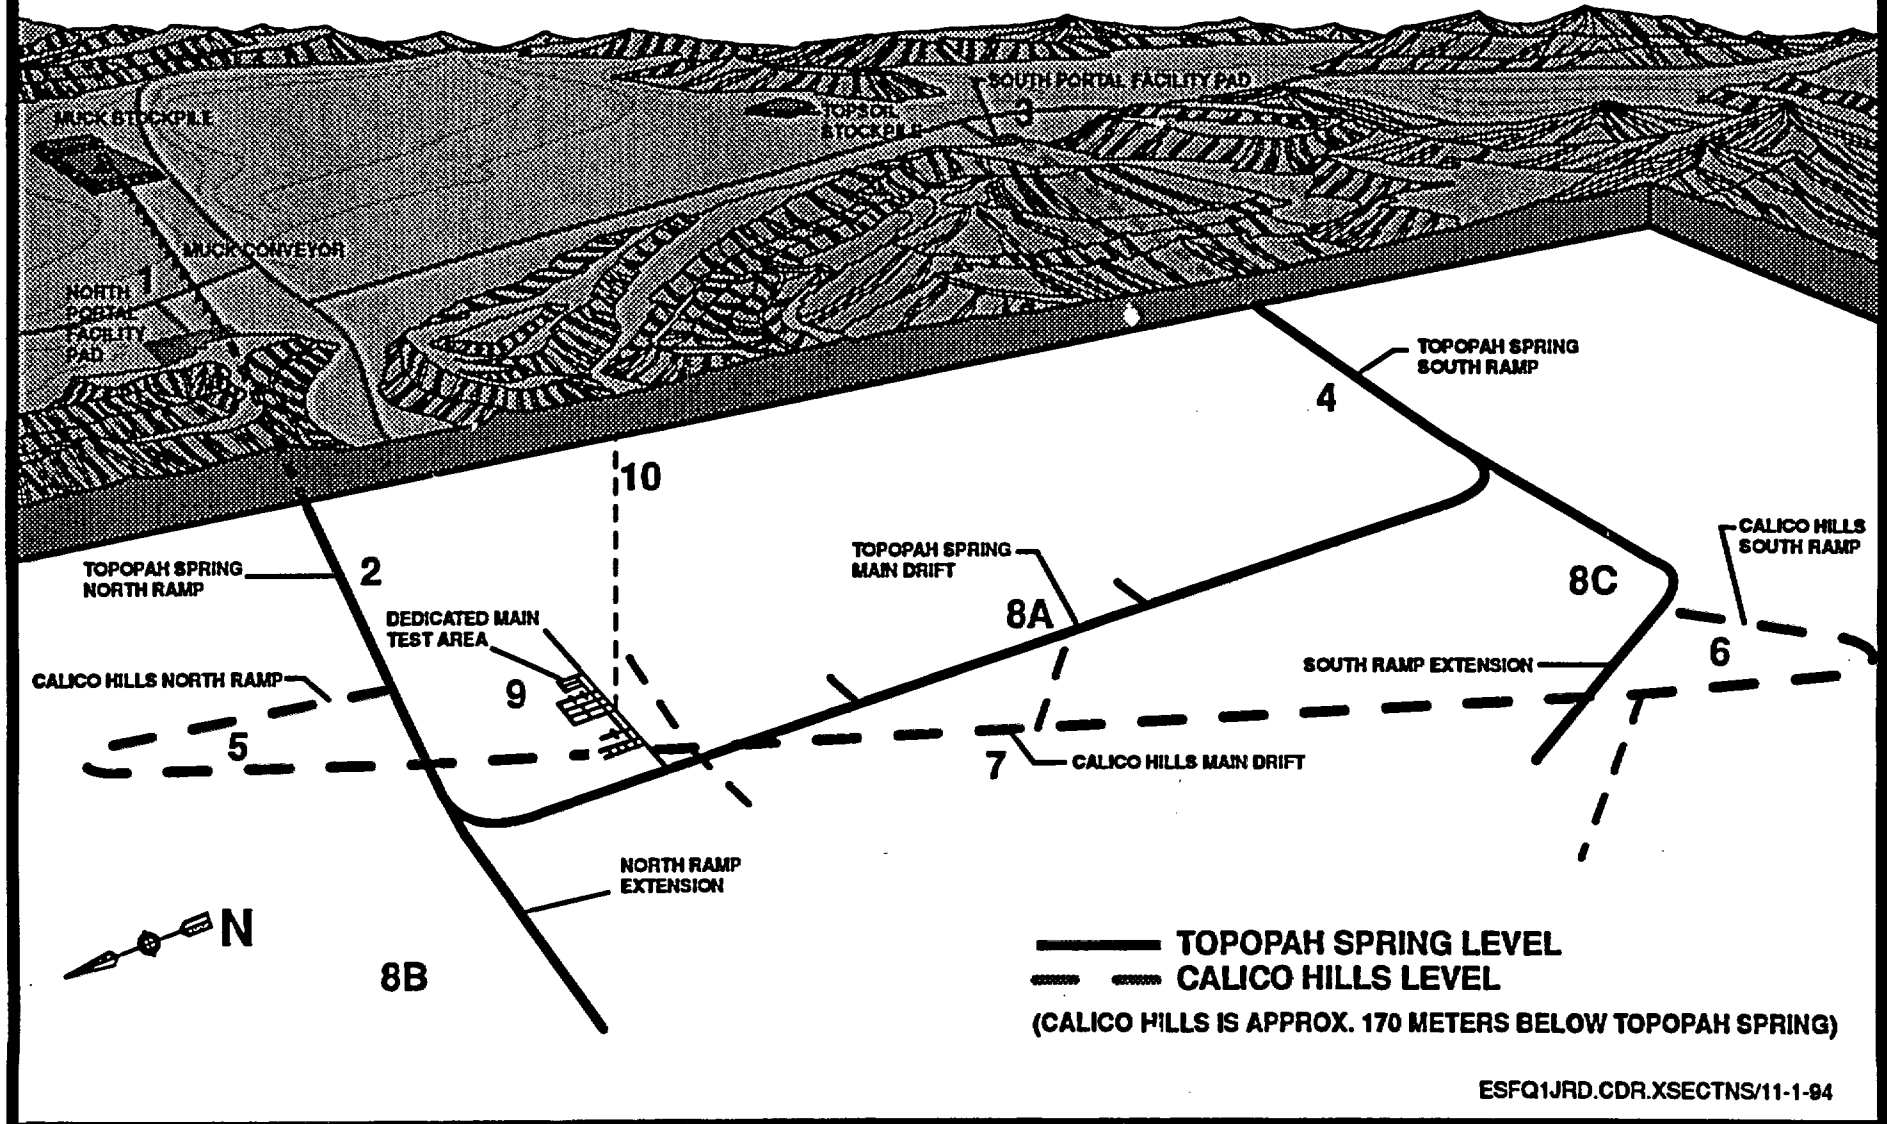 SOUTH PORTAL FACILITY PAD
3
TOPSOIL
STOCKPILE
MUCK STOCKPILE
MUCK CONVEYOR
1
NORTH
PORTAL
FACILITY
PAD
TOPOPAH SPRING
SOUTH RAMP
4
10
CALICO HILLS
SOUTH RAMP
TOPOPAH SPRING
MAIN DRIFT
TOPOPAH SPRING
NORTH RAMP
2
8C
8A
DEDICATED MAIN
TEST AREA
6
SOUTH RAMP EXTENSION
CALICO HILLS NORTH RAMP
9
5
7
CALICO HILLS MAIN DRIFT
NORTH RAMP
EXTENSION
N
8B
TOPOPAH SPRING LEVEL
CALICO HILLS LEVEL
(CALICO HILLS IS APPROX. 170 METERS BELOW TOPOPAH SPRING)
ESFQ1JRD.CDR.XSECTNS/11-1-94